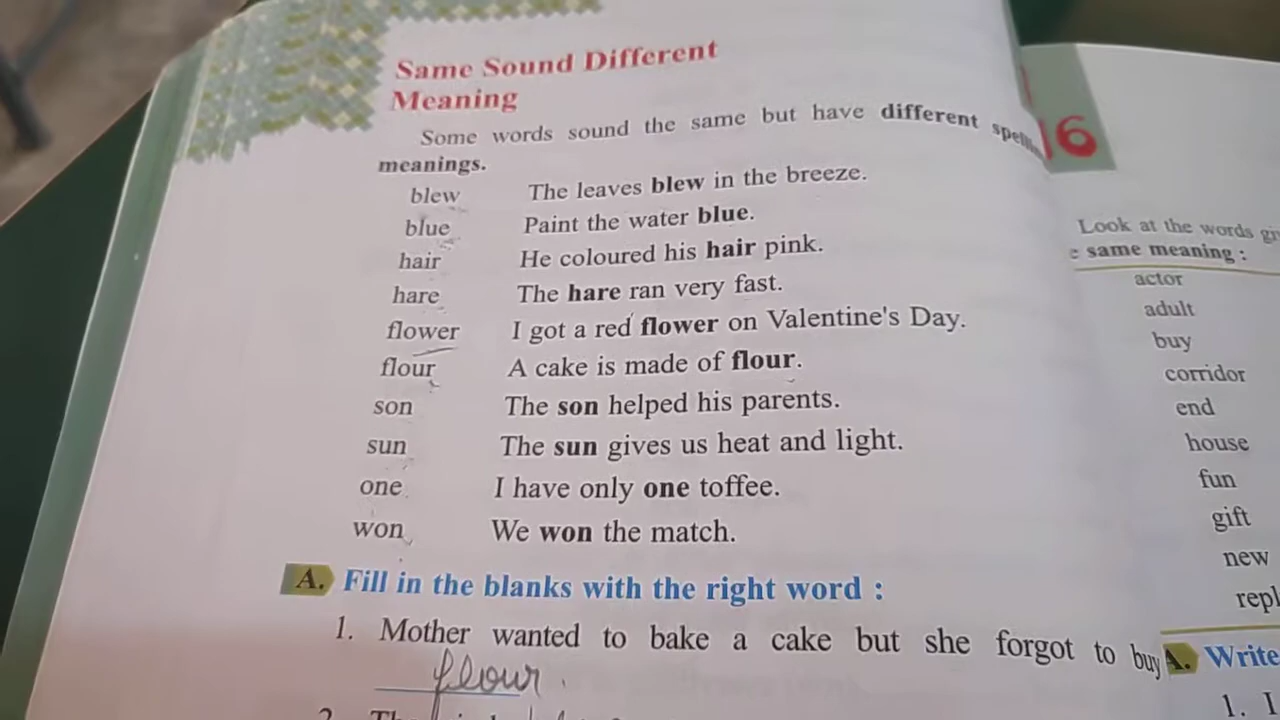 Same Sound Different
Meaning
Some words sound the same but have different
meanings.
blew The leaves blew in the breeze.
blue Paint the water blue.
hair He coloured his hair pink.
hare The hare ran very fast.
flower I got a red flower on Valentine's Day.
flour A cake is made of flour.
son The son helped his parents.
sun The sun gives us heat and light.
one I have only one toffee.
won We won the match.
A. Fill in the blanks with the right word :
1. Mother wanted to bake a cake but she forgot to buy
flour.
2.
16
Look at the words
same meaning :
actor
adult
buy
corridor
end
house
fun
gift
new
A. Write
1. I